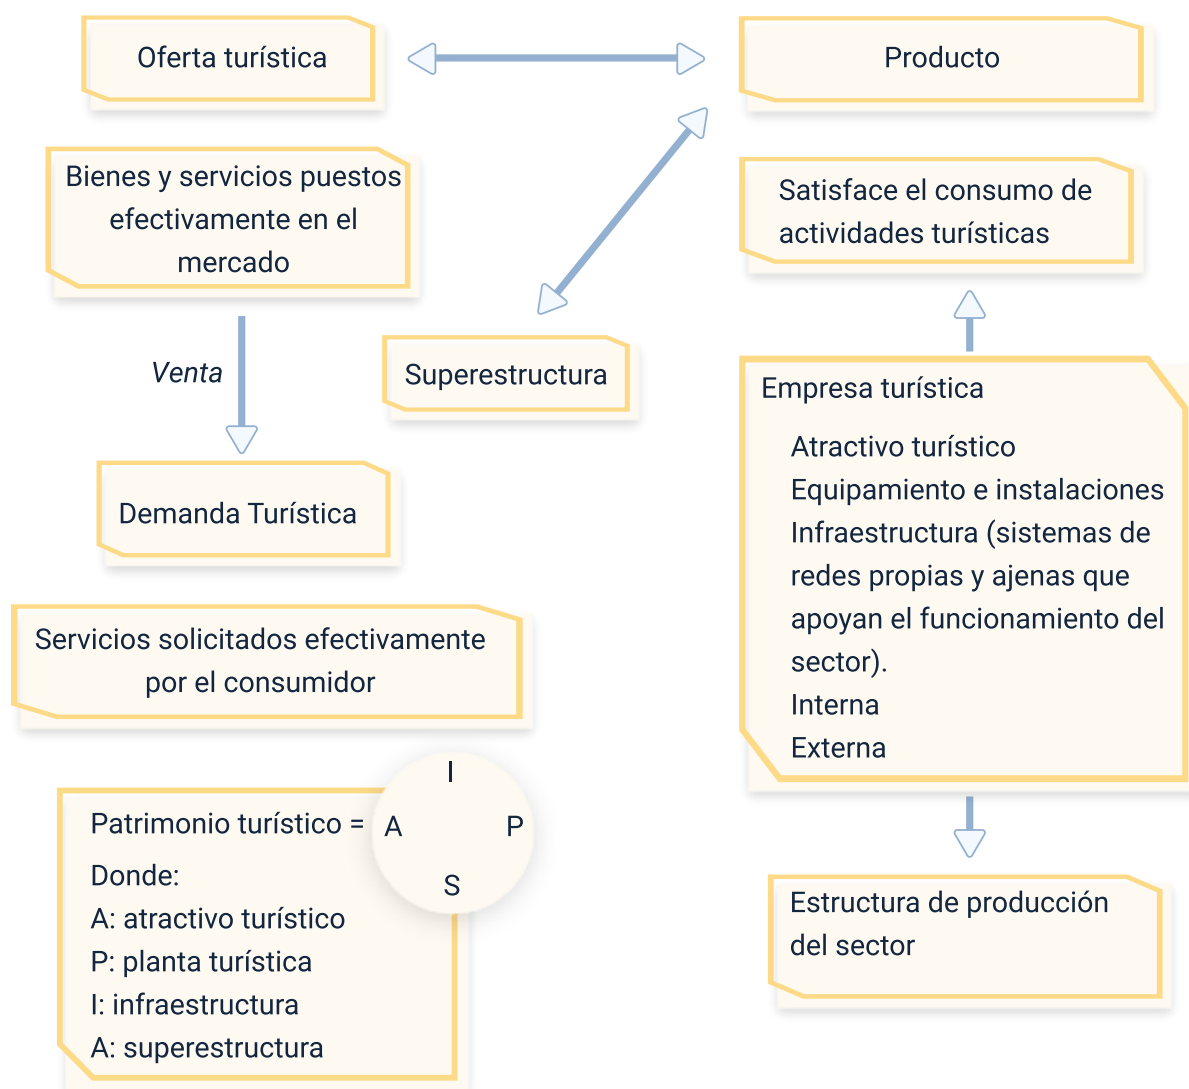 Oferta turística
Producto
Bienes y servicios puestos
efectivamente en el
mercado
Satisface el consumo de
actividades turísticas
Venta
Superestructura
Empresa turística
Atractivo turístico
Equipamiento e instalaciones
Infraestructura (sistemas de
redes propias y ajenas que
apoyan el funcionamiento del
sector).
Interna
Externa
Demanda Turística
Servicios solicitados efectivamente
por el consumidor
I
Patrimonio turístico =
A
P
S
Donde:
A: atractivo turístico
P: planta turística
I: infraestructura
A: superestructura
Estructura de producción
del sector